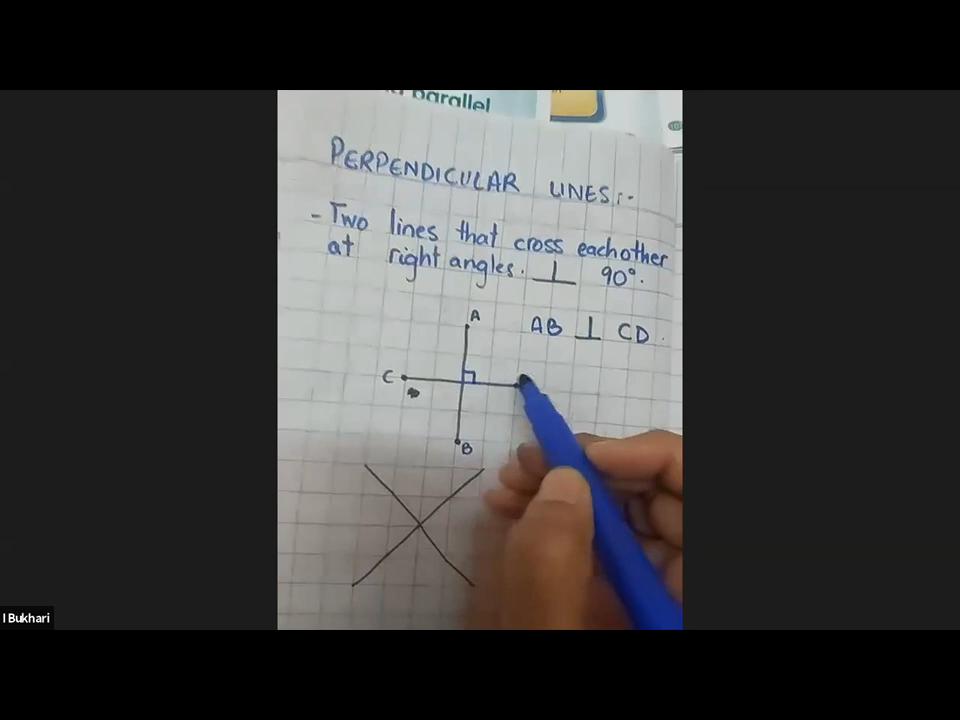 parallel
PERPENDICULAR LINES:-
- Two lines that cross eachother
at right angles. ⊥ 90°.
A
AB ⊥ CD.
C
B
I Bukhari